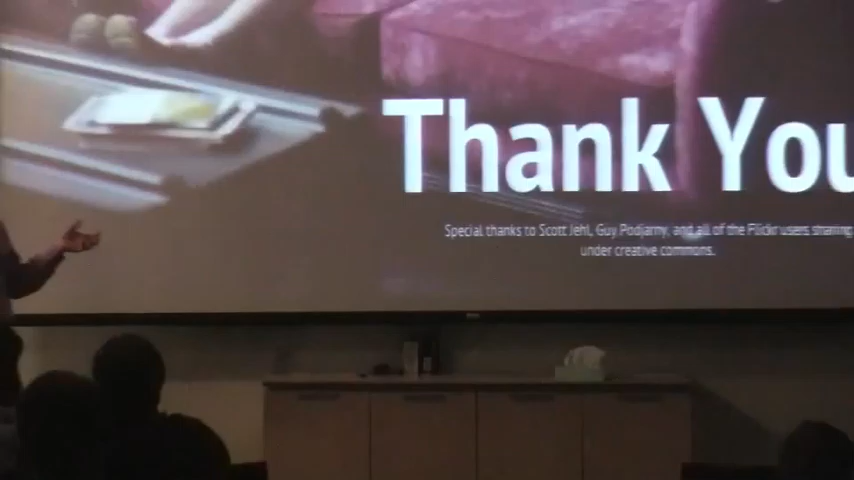 Thank You
Special thanks to Scott Jehl, Guy Podjarny, and all of the Flickr users sharing
under creative commons.